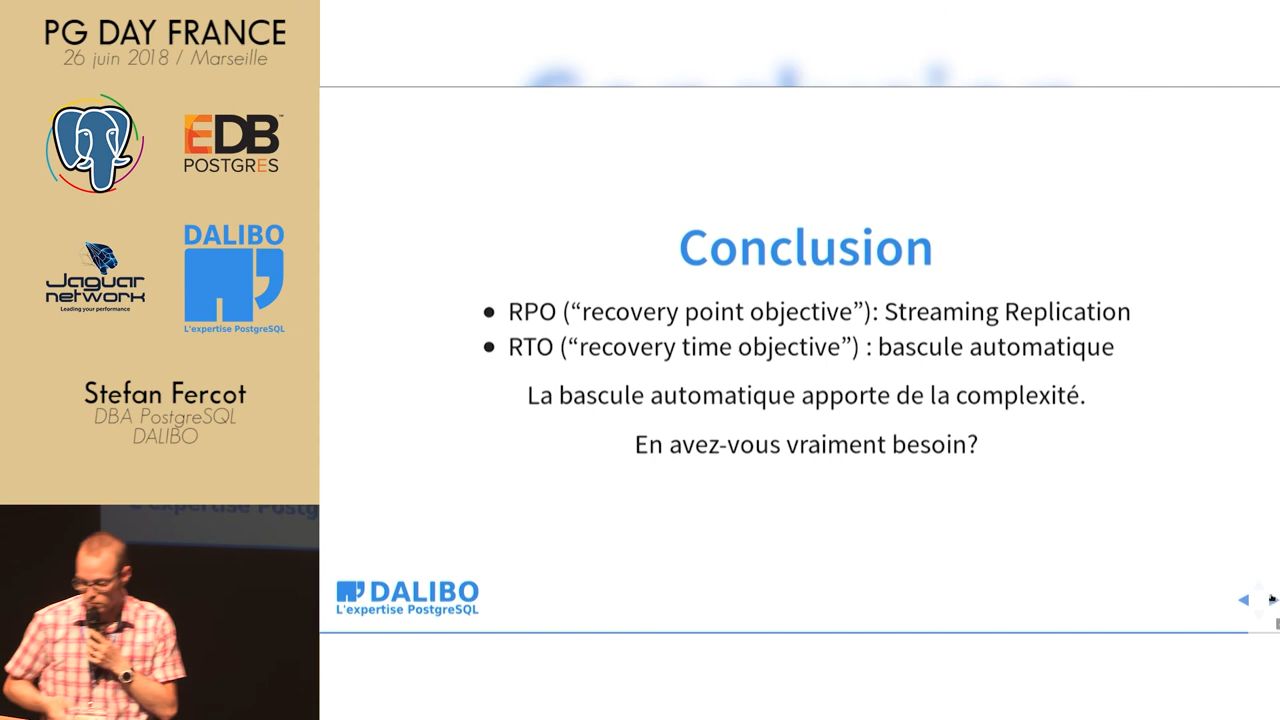 PG DAY FRANCE
26 juin 2018 / Marseille
EDB
POSTGRES
Jaguar
network
Leading your performance
DALIBO
L'expertise PostgreSQL
Stefan Fercot
DBA PostgreSQL
DALIBO
L'expertise Postg
Conclusion
• RPO (“recovery point objective”): Streaming Replication
• RTO (“recovery time objective”) : bascule automatique
La bascule automatique apporte de la complexité.
En avez-vous vraiment besoin?
DALIBO
L'expertise PostgreSQL